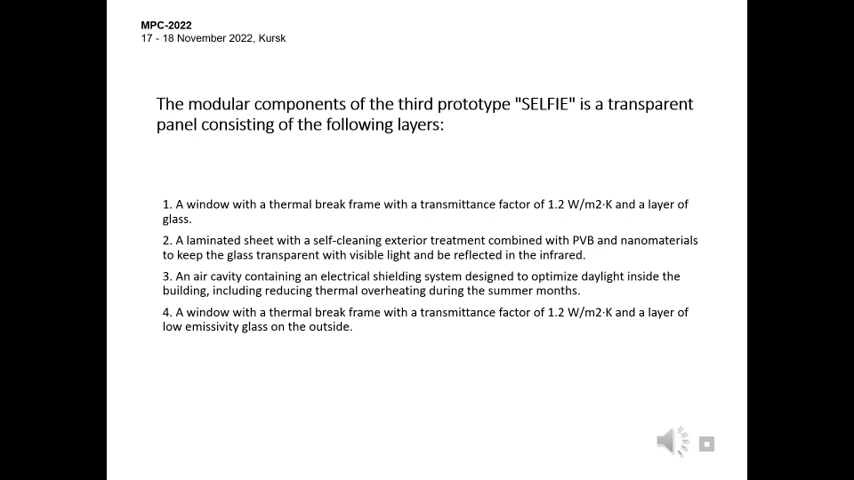 MPC-2022
17 - 18 November 2022, Kursk
The modular components of the third prototype "SELFIE" is a transparent
panel consisting of the following layers:
1. A window with a thermal break frame with a transmittance factor of 1.2 W/m2·K and a layer of
glass.
2. A laminated sheet with a self-cleaning exterior treatment combined with PVB and nanomaterials
to keep the glass transparent with visible light and be reflected in the infrared.
3. An air cavity containing an electrical shielding system designed to optimize daylight inside the
building, including reducing thermal overheating during the summer months.
4. A window with a thermal break frame with a transmittance factor of 1.2 W/m2·K and a layer of
low emissivity glass on the outside.